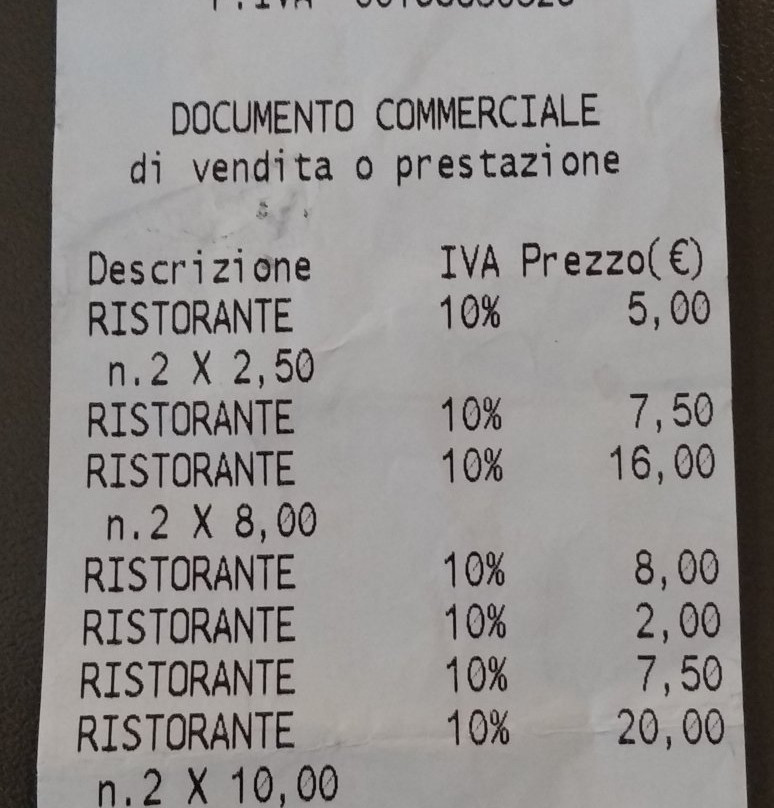 DOCUMENTO COMMERCIALE
di vendita o prestazione
Descrizione IVA Prezzo(€)
RISTORANTE 10% 5,00
n.2 X 2,50
RISTORANTE 10% 7,50
RISTORANTE 10% 16,00
n.2 X 8,00
RISTORANTE 10% 8,00
RISTORANTE 10% 2,00
RISTORANTE 10% 7,50
RISTORANTE 10% 20,00
n.2 X 10,00